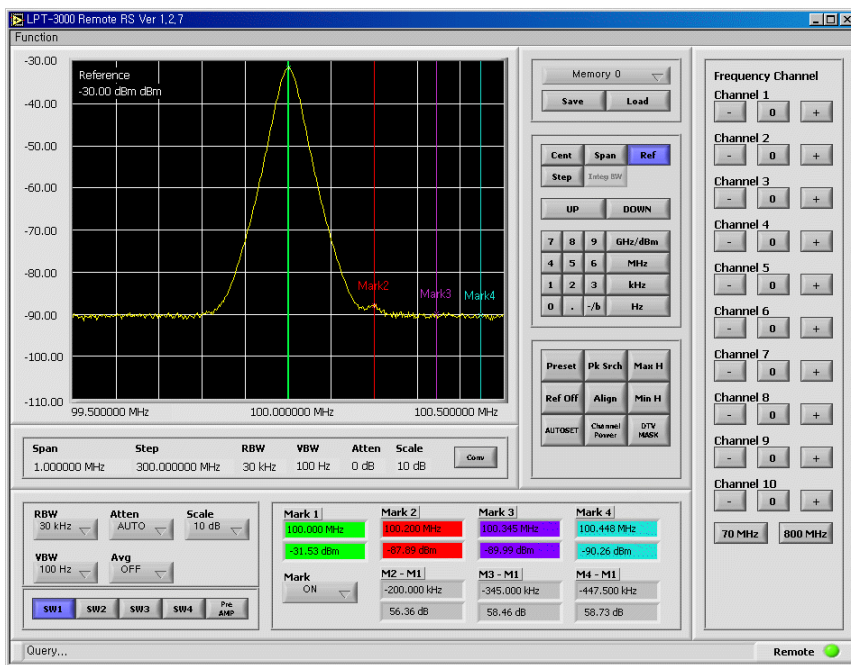 LPT-3000 Remote RS Ver 1,2,7
Function
-30.00
-40.00
-50.00
-60.00
-70.00
-80.00
-90.00
-100.00
-110.00
Reference
-30.00 dBm dBm
Mark2
Mark3
Mark4
99.500000 MHz
100.000000 MHz
100.500000 MHz
Span
Step
RBW
VBW
Atten
Scale
1.000000 MHz
300.000000 MHz
30 kHz
100 Hz
0 dB
10 dB
Conv
RBW
30 kHz
Atten
AUTO
Scale
10 dB
VBW
100 Hz
Avg
OFF
SW1
SW2
SW3
SW4
Pre AMP
Mark 1
100.000 MHz
-31.53 dBm
Mark
ON
Mark 2
100.200 MHz
-87.89 dBm
M2 - M1
-200.000 kHz
56.36 dB
Mark 3
100.345 MHz
-89.99 dBm
M3 - M1
-345.000 kHz
58.46 dB
Mark 4
100.448 MHz
-90.26 dBm
M4 - M1
-447.500 kHz
58.73 dB
Memory 0
Save
Load
Cent
Span
Ref
Step
Integ BW
UP
DOWN
7 8 9 GHz/dBm
4 5 6 MHz
1 2 3 kHz
0 . -/b Hz
Preset
Pk Srch
Max H
Ref Off
Align
Min H
AUTOSET
Channel Power
DTV MASK
Frequency Channel
Channel 1
- 0 +
Channel 2
- 0 +
Channel 3
- 0 +
Channel 4
- 0 +
Channel 5
- 0 +
Channel 6
- 0 +
Channel 7
- 0 +
Channel 8
- 0 +
Channel 9
- 0 +
Channel 10
- 0 +
70 MHz
800 MHz
Query...
Remote